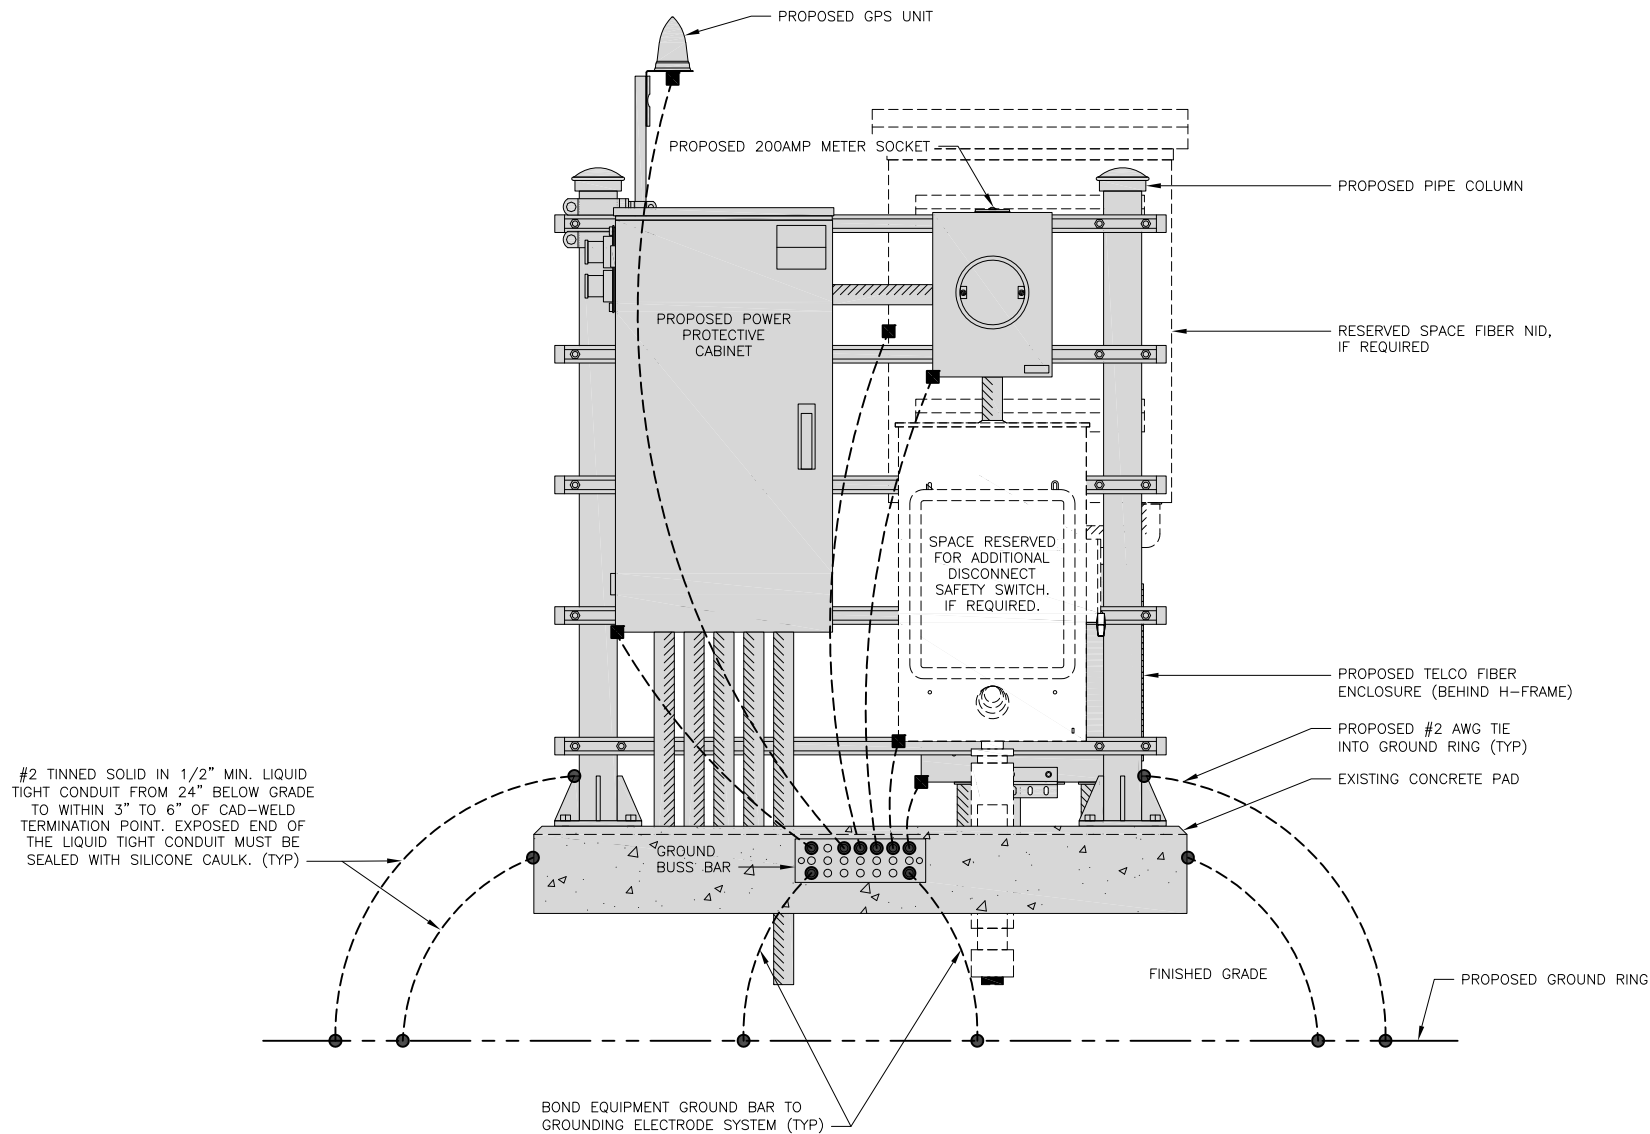 PROPOSED GPS UNIT
PROPOSED 200AMP METER SOCKET
PROPOSED PIPE COLUMN
PROPOSED POWER
PROTECTIVE
CABINET
RESERVED SPACE FIBER NID,
IF REQUIRED
SPACE RESERVED
FOR ADDITIONAL
DISCONNECT
SAFETY SWITCH.
IF REQUIRED.
PROPOSED TELCO FIBER
ENCLOSURE (BEHIND H-FRAME)
PROPOSED #2 AWG TIE
INTO GROUND RING (TYP)
EXISTING CONCRETE PAD
#2 TINNED SOLID IN 1/2" MIN. LIQUID
TIGHT CONDUIT FROM 24" BELOW GRADE
TO WITHIN 3" TO 6" OF CAD-WELD
TERMINATION POINT. EXPOSED END OF
THE LIQUID TIGHT CONDUIT MUST BE
SEALED WITH SILICONE CAULK. (TYP)
GROUND
BUSS BAR
FINISHED GRADE
PROPOSED GROUND RING
BOND EQUIPMENT GROUND BAR TO
GROUNDING ELECTRODE SYSTEM (TYP)